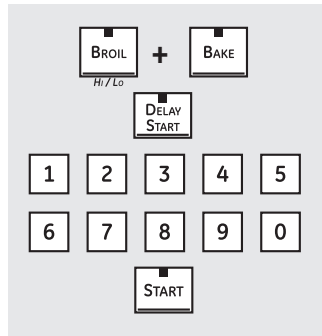 BROIL + BAKE
HI / LO
DELAY
START
1 2 3 4 5
6 7 8 9 0
START